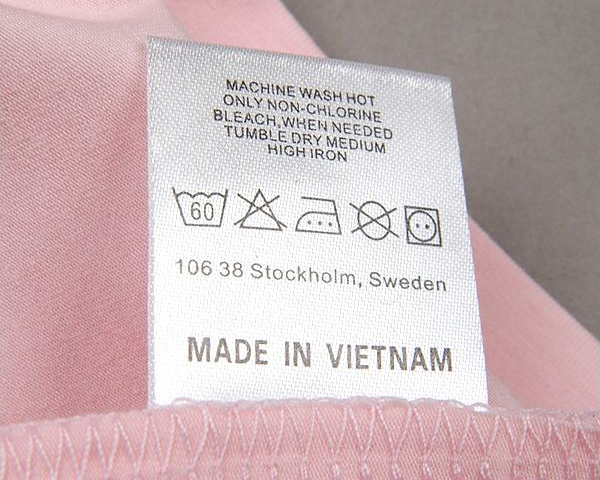 MACHINE WASH HOT
ONLY NON-CHLORINE
BLEACH,WHEN NEEDED
TUMBLE DRY MEDIUM
HIGH IRON
60
106 38 Stockholm, Sweden
MADE IN VIETNAM